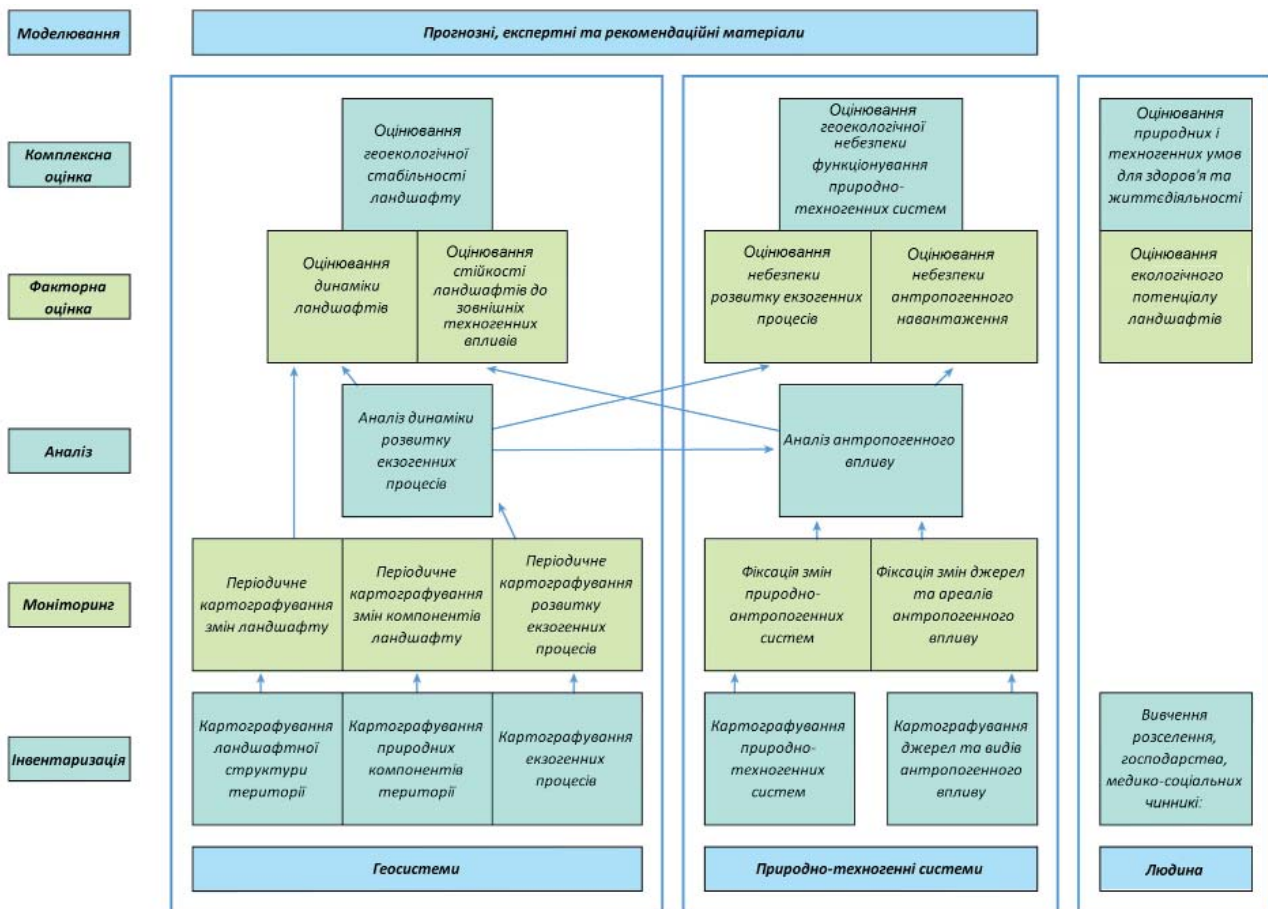 Моделювання
Прогнозні, експертні та рекомендаційні матеріали
Комплексна
оцінка
Оцінювання
геоекологічної
стабільності
ландшафту
Оцінювання
геоекологічної
небезпеки
функціонування
природно-
техногенних систем
Оцінювання
природних і
техногенних умов
для здоров'я та
життєдіяльності
Факторна
оцінка
Оцінювання
динаміки
ландшафтів
Оцінювання
стійкості
ландшафтів до
зовнішніх
техногенних
впливів
Оцінювання
небезпеки
розвитку екзогенних
процесів
Оцінювання
небезпеки
антропогенного
навантаження
Оцінювання
екологічного
потенціалу
ландшафтів
Аналіз
Аналіз динаміки
розвитку
екзогенних
процесів
Аналіз антропогенного
впливу
Моніторинг
Періодичне
картографування
змін ландшафту
Періодичне
картографування
змін компонентів
ландшафту
Періодичне
картографування
розвитку
екзогенних
процесів
Фіксація змін
природно-
антропогенних
систем
Фіксація змін джерел
та ареалів
антропогенного
впливу
Інвентаризація
Картографування
ландшафтної
структури
території
Картографування
природних
компонентів
території
Картографування
екзогенних
процесів
Картографування
природно-
техногенних
систем
Картографування
джерел та видів
антропогенного
впливу
Вивчення
розселення,
господарства,
медико-соціальних
чинникі:
Геосистеми
Природно-техногенні системи
Людина